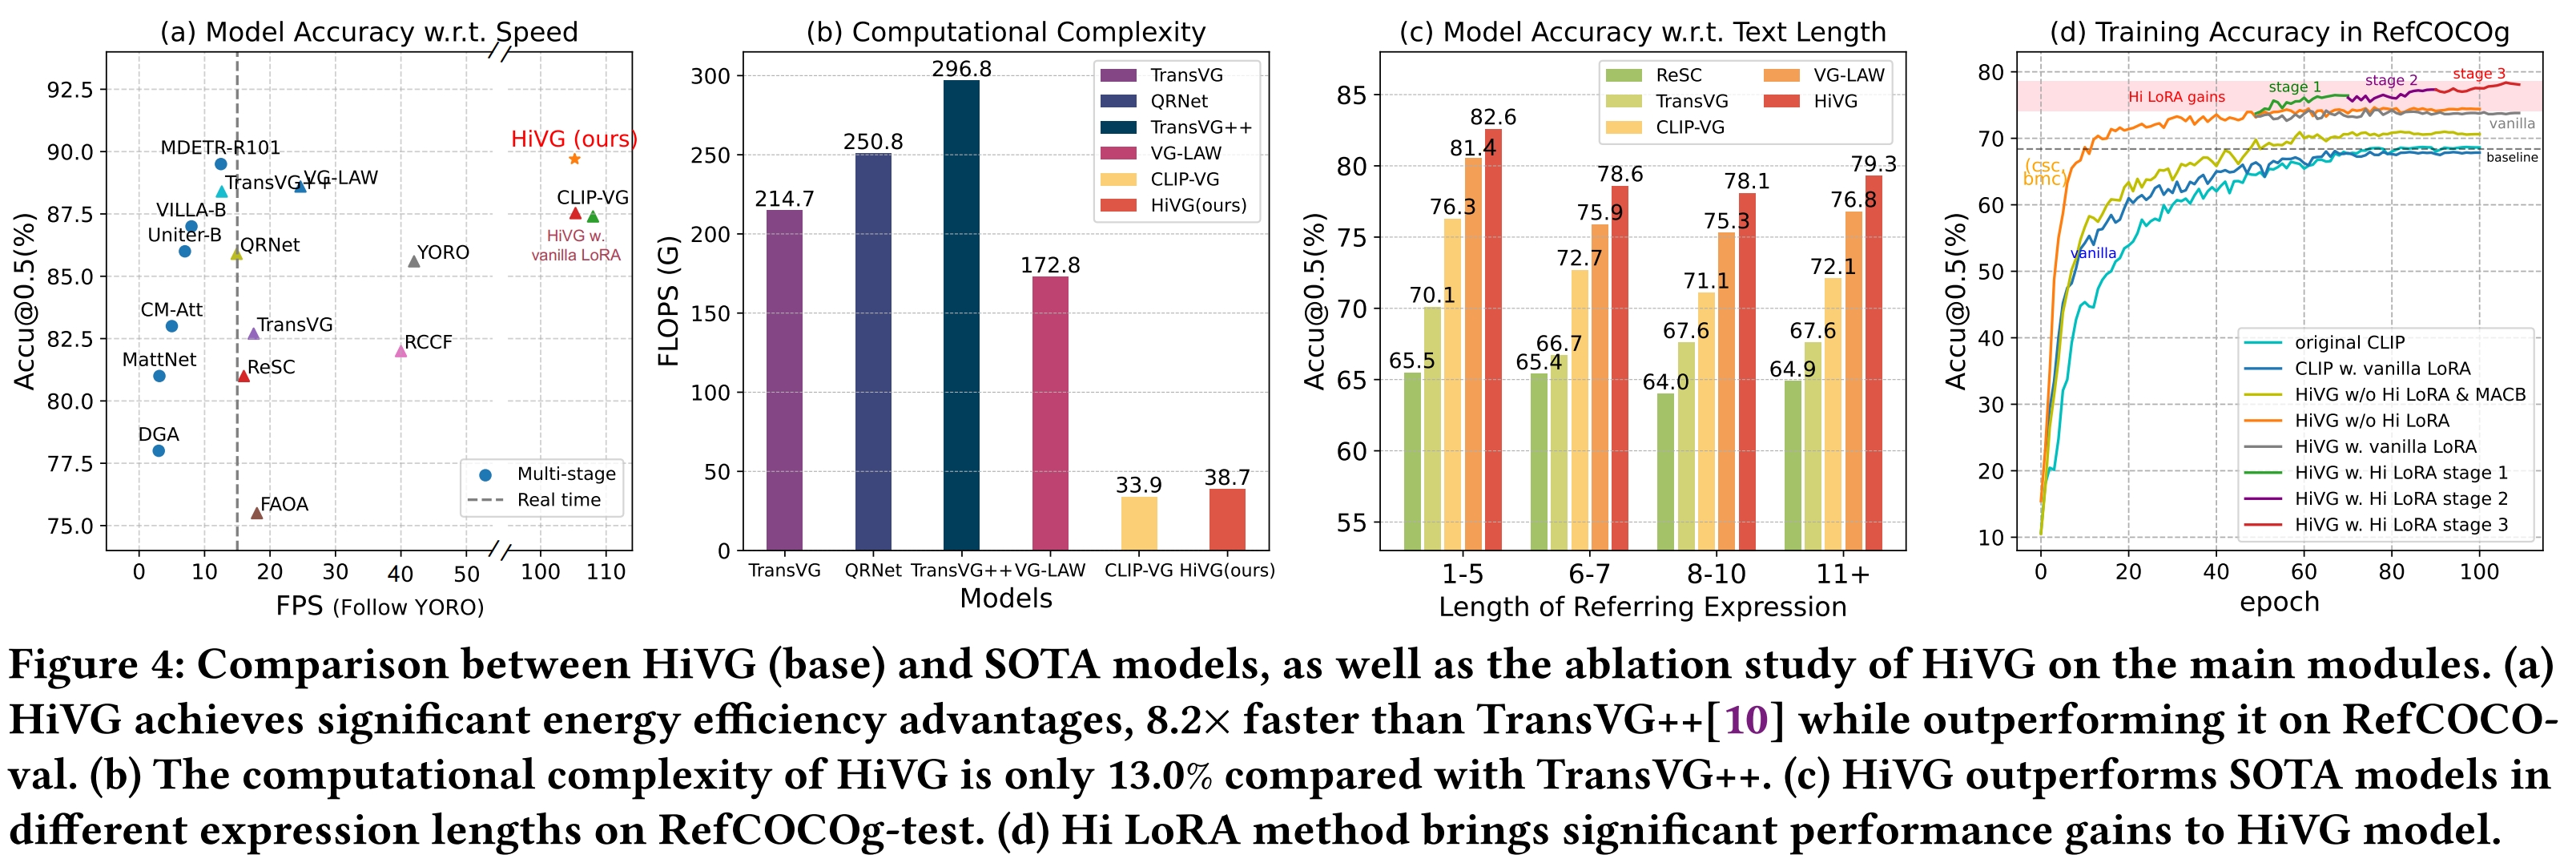 (a) Model Accuracy w.r.t. Speed
Accu@0.5(%)
92.5
90.0
87.5
85.0
82.5
80.0
77.5
75.0
HiVG (ours)
MDETR-R101
TransVG++
VG-LAW
CLIP-VG
VILLA-B
Uniter-B
HiVG w.
vanilla LoRA
QRNet
YORO
CM-Att
TransVG
RCCF
MattNet
ReSC
DGA
FAOA
Multi-stage
Real time
0 10 20 30 40 50 100 110
FPS (Follow YORO)
(b) Computational Complexity
FLOPS (G)
300
250
200
150
100
50
0
214.7
250.8
296.8
172.8
33.9
38.7
TransVG
QRNet
TransVG++
VG-LAW
CLIP-VG
HiVG(ours)
TransVG QRNet TransVG++ VG-LAW CLIP-VG HiVG(ours)
Models
(c) Model Accuracy w.r.t. Text Length
Accu@0.5(%)
85
80
75
70
65
60
55
ReSC
TransVG
CLIP-VG
VG-LAW
HiVG
65.5 70.1 76.3 81.4 82.6
65.4 66.7 72.7 75.9 78.6
64.0 67.6 71.1 75.3 78.1
64.9 67.6 72.1 76.8 79.3
1-5 6-7 8-10 11+
Length of Referring Expression
(d) Training Accuracy in RefCOCOg
Accu@0.5(%)
80
70
60
50
40
30
20
10
Hi LoRA gains
stage 1
stage 2
stage 3
vanilla
baseline
(csc,
bmc)
vanilla
original CLIP
CLIP w. vanilla LoRA
HiVG w/o Hi LoRA & MACB
HiVG w/o Hi LoRA
HiVG w. vanilla LoRA
HiVG w. Hi LoRA stage 1
HiVG w. Hi LoRA stage 2
HiVG w. Hi LoRA stage 3
0 20 40 60 80 100
epoch
Figure 4: Comparison between HiVG (base) and SOTA models, as well as the ablation study of HiVG on the main modules. (a)
HiVG achieves significant energy efficiency advantages, 8.2× faster than TransVG++[10] while outperforming it on RefCOCO-
val. (b) The computational complexity of HiVG is only 13.0% compared with TransVG++. (c) HiVG outperforms SOTA models in
different expression lengths on RefCOCOg-test. (d) Hi LoRA method brings significant performance gains to HiVG model.